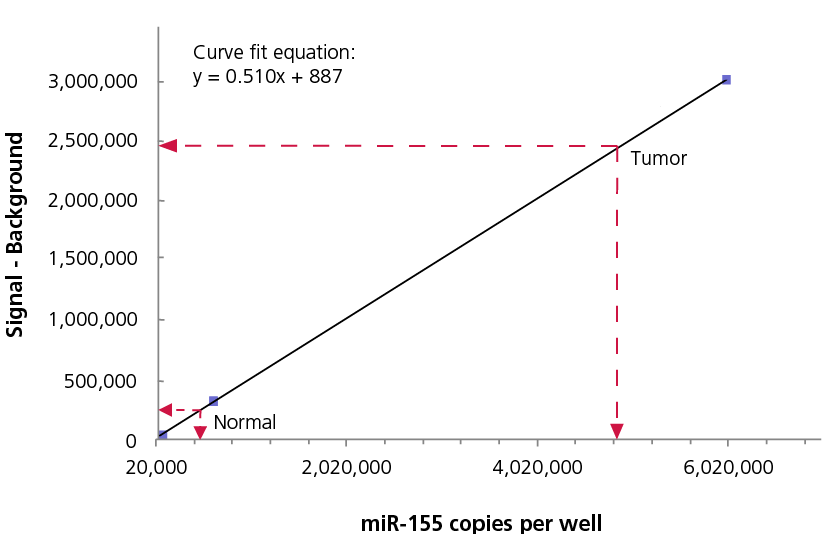 Curve fit equation:
y = 0.510x + 887
Signal - Background
3,000,000
2,500,000
2,000,000
1,500,000
1,000,000
500,000
0
Tumor
Normal
20,000
2,020,000
4,020,000
6,020,000
miR-155 copies per well